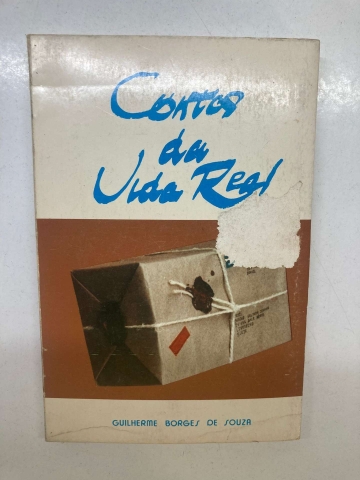 Contos
da
Vida Real
GUILHERME BORGES DE SOUZA